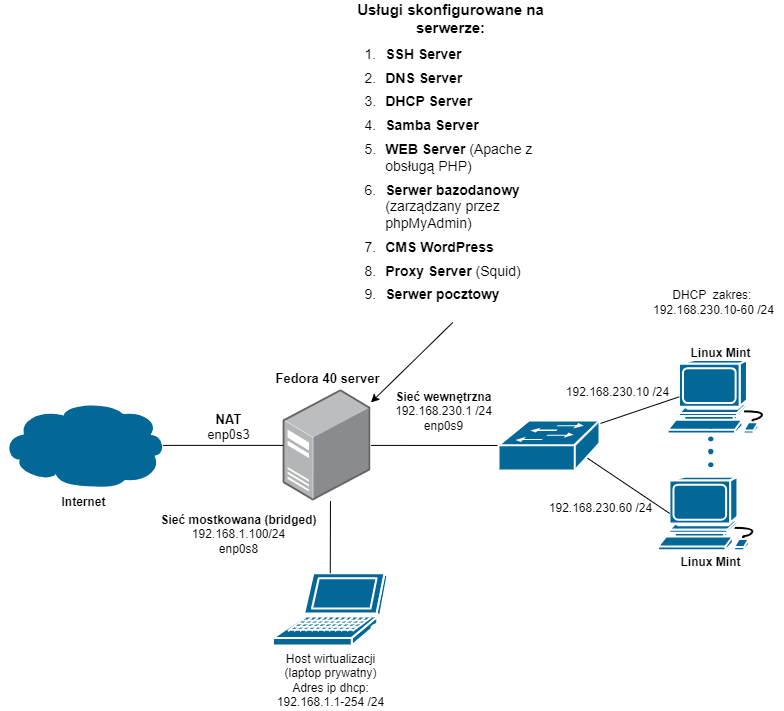 Usługi skonfigurowane na
serwerze:
1. SSH Server
2. DNS Server
3. DHCP Server
4. Samba Server
5. WEB Server (Apache z
obsługą PHP)
6. Serwer bazodanowy
(zarządzany przez
phpMyAdmin)
7. CMS WordPress
8. Proxy Server (Squid)
9. Serwer pocztowy
DHCP zakres:
192.168.230.10-60 /24
Linux Mint
Fedora 40 server
Sieć wewnętrzna
192.168.230.1 /24
enp0s9
192.168.230.10 /24
NAT
enp0s3
Internet
192.168.230.60 /24
Linux Mint
Sieć mostkowana (bridged)
192.168.1.100/24
enp0s8
Host wirtualizacji
(laptop prywatny)
Adres ip dhcp:
192.168.1.1-254 /24